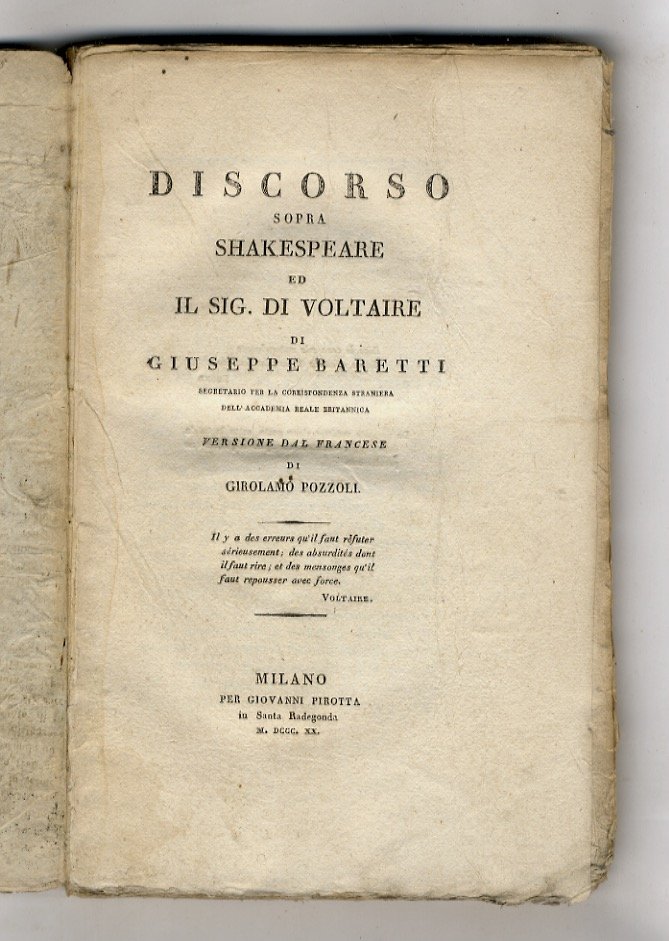 DISCORSO
SOPRA
SHAKESPEARE
ED
IL SIG. DI VOLTAIRE
DI
GIUSEPPE BARETTI
SEGRETARIO PER LA CORRISPONDENZA STRANIERA
DELL' ACCADEMIA REALE BRITANNICA
VERSIONE DAL FRANCESE
DI
GIROLAMO POZZOLI.
Il y a des erreurs qu'il faut réfuter
sérieusement; des absurdités dont
il faut rire; et des mensonges qu'il
faut repousser avec force.
VOLTAIRE.
MILANO
PER GIOVANNI PIROTTA
in Santa Radegonda
M. DCCC. XX.